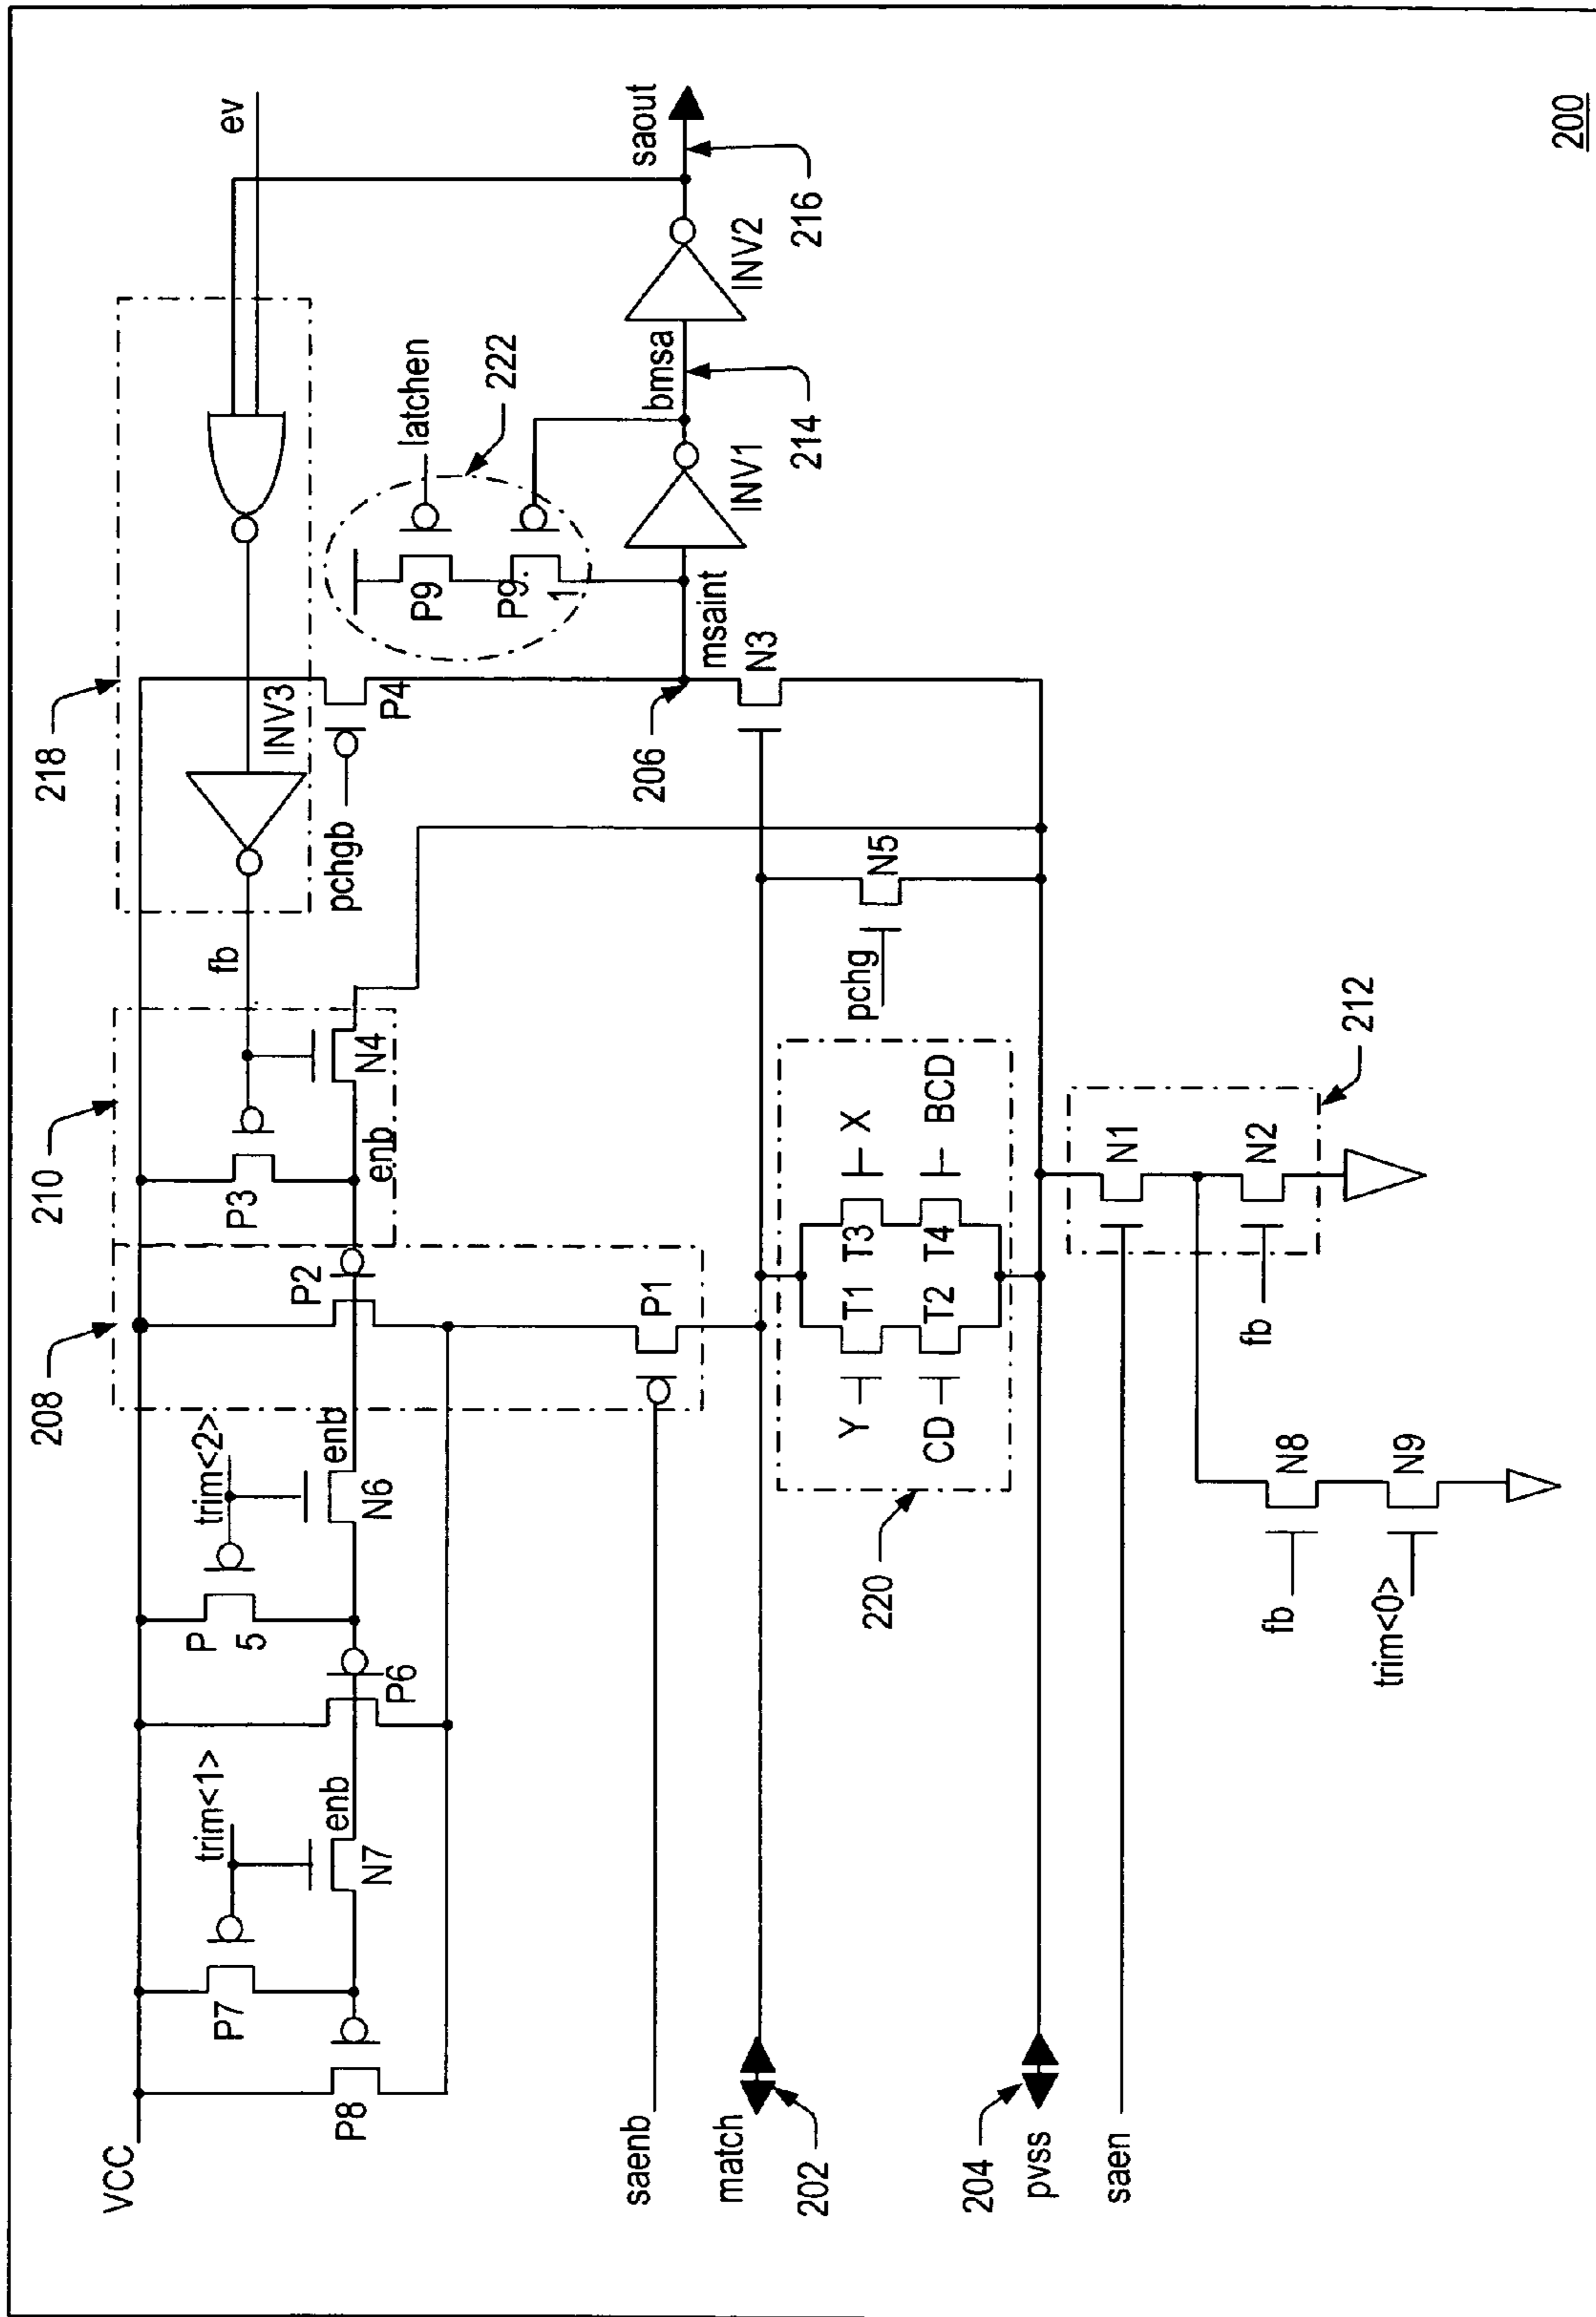 VCC
P8
P7
trim<1>
N7
enb
P6
P
5
trim<2>
N6
enb
208
P2
P1
210
P3
enb
N4
fb
218
INV3
ev
pchgb
P4
206
msaint
P9
P9.
1
latchen
222
INV1
bmsa
214
INV2
saout
216
saenb
match
202
N3
pchg
N5
220
Y
T1
T3
X
CD
T2
T4
BCD
204
pvss
saen
N1
N2
fb
212
N8
fb
N9
trim<0>
200